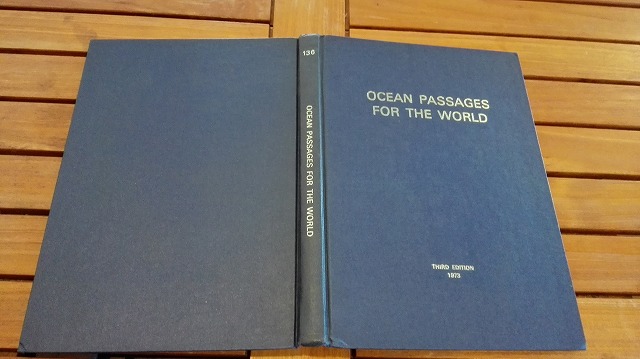 136
OCEAN PASSAGES FOR THE WORLD
OCEAN PASSAGES
FOR THE WORLD
THIRD EDITION
1973